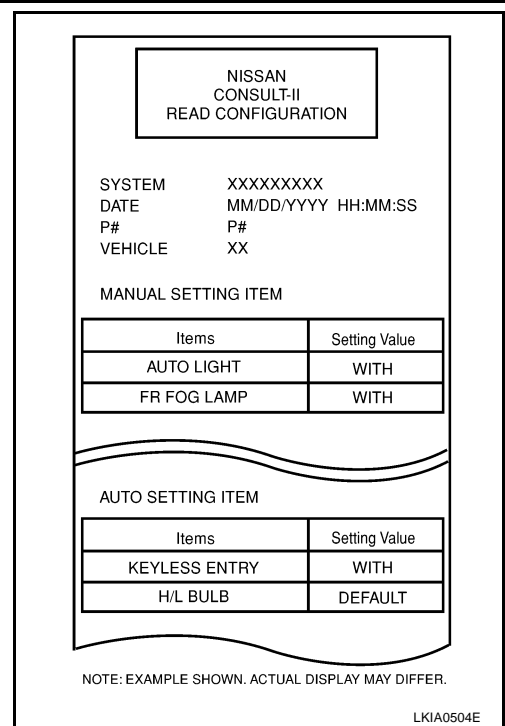 NISSAN
CONSULT-II
READ CONFIGURATION
SYSTEM XXXXXXXXX
DATE MM/DD/YYYY HH:MM:SS
P# P#
VEHICLE XX
MANUAL SETTING ITEM
Items Setting Value
AUTO LIGHT WITH
FR FOG LAMP WITH
AUTO SETTING ITEM
Items Setting Value
KEYLESS ENTRY WITH
H/L BULB DEFAULT
NOTE: EXAMPLE SHOWN. ACTUAL DISPLAY MAY DIFFER.
LKIA0504E